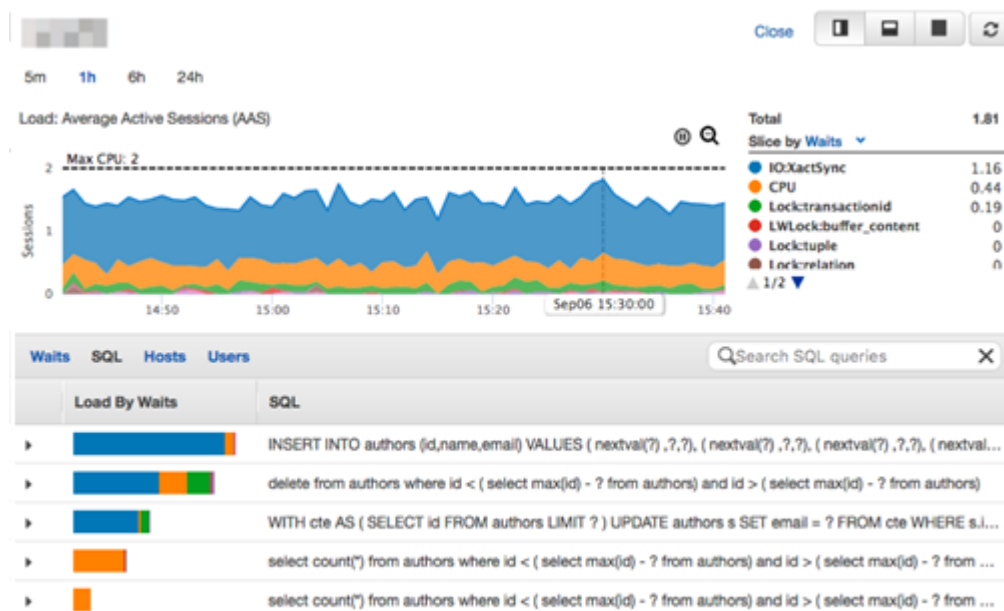 Close
5m 1h 6h 24h
Load: Average Active Sessions (AAS)
Total 1.81
Slice by Waits
Max CPU: 2
2
1
0
Sessions
IO:XactSync 1.16
CPU 0.44
Lock:transactionid 0.19
LWLock:buffer_content 0
Lock:tuple 0
Lock:relation 0
1/2
14:50 15:00 15:10 15:20 Sep06 15:30:00 15:40
Waits SQL Hosts Users
Search SQL queries
Load By Waits SQL
INSERT INTO authors (id,name,email) VALUES ( nextval(?) ,?,?), ( nextval(?) ,?,?), ( nextval(?) ,?,?), ( nextval...
delete from authors where id < ( select max(id) - ? from authors) and id > ( select max(id) - ? from authors)
WITH cte AS ( SELECT id FROM authors LIMIT ? ) UPDATE authors s SET email = ? FROM cte WHERE s.i...
select count(*) from authors where id < ( select max(id) - ? from authors) and id > ( select max(id) - ? from ...
select count(*) from authors where id < ( select max(id) - ? from authors) and id > ( select max(id) - ? from ...